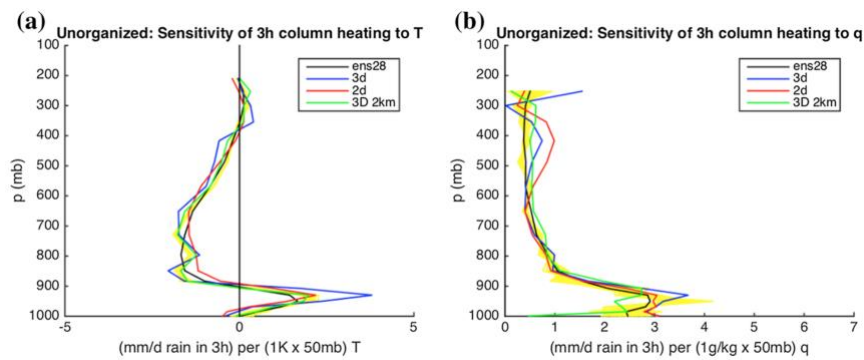 (a)
Unorganized: Sensitivity of 3h column heating to T
100
200
300
400
500
600
700
800
900
1000
p (mb)
ens28
3d
2d
3D 2km
-5
0
5
(mm/d rain in 3h) per (1K x 50mb) T
(b)
Unorganized: Sensitivity of 3h column heating to q
100
200
300
400
500
600
700
800
900
1000
p (mb)
ens28
3d
2d
3D 2km
0
1
2
3
4
5
6
7
(mm/d rain in 3h) per (1g/kg x 50mb) q